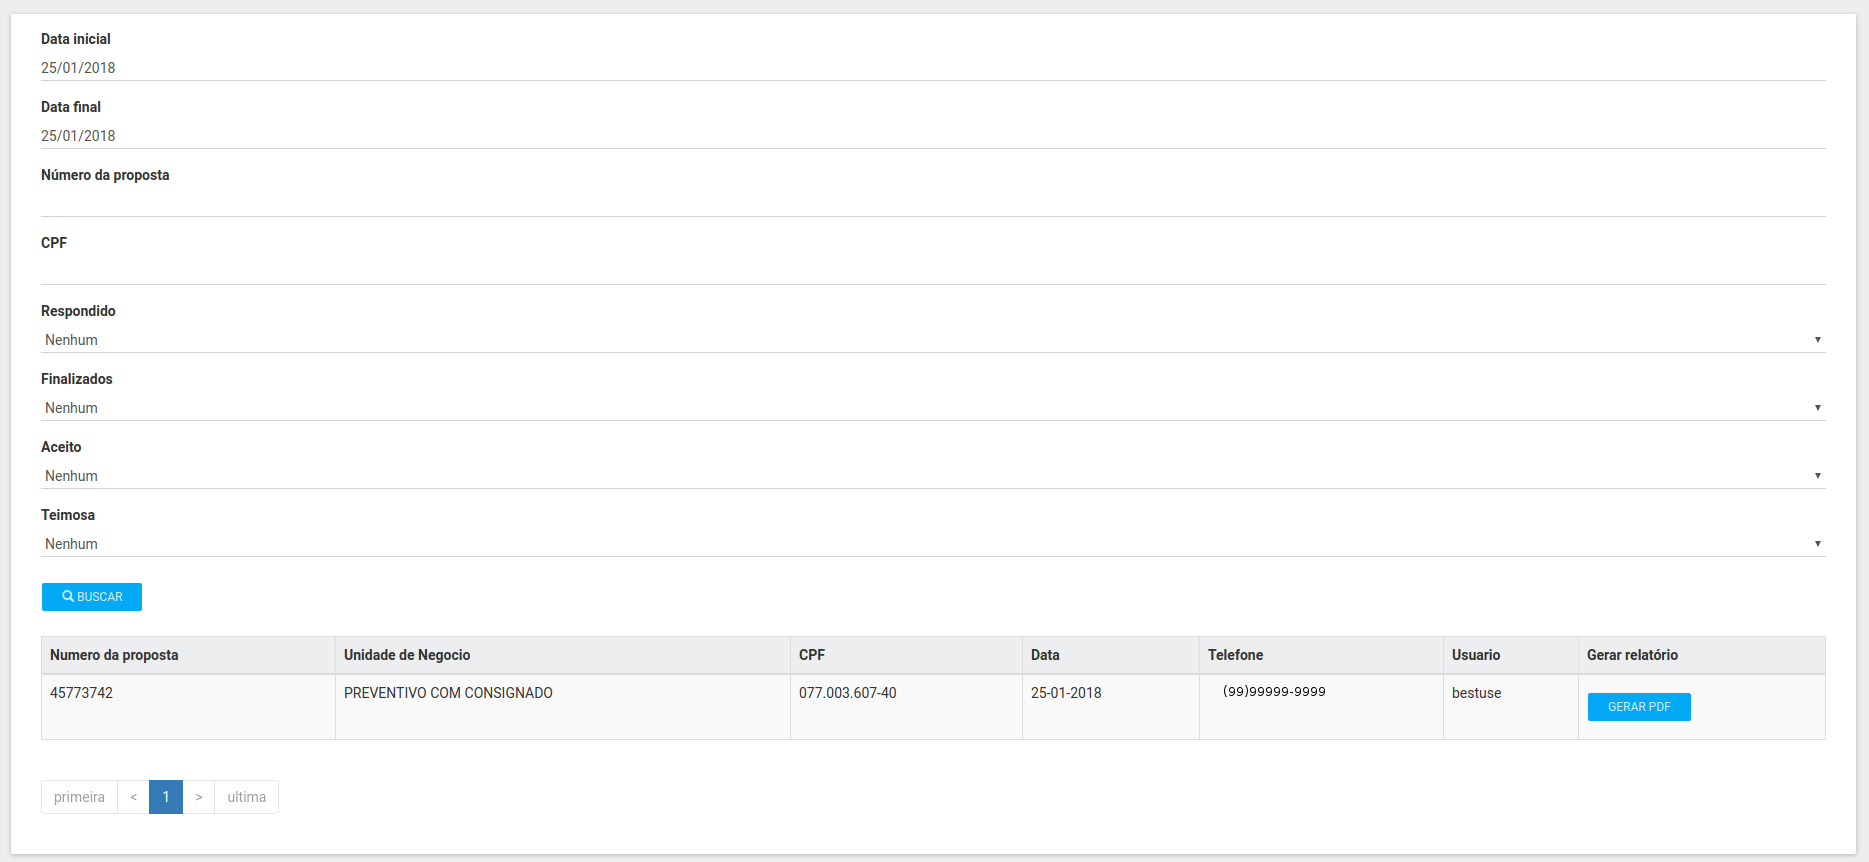 Data inicial
25/01/2018
Data final
25/01/2018
Número da proposta
CPF
Respondido
Nenhum
Finalizados
Nenhum
Aceito
Nenhum
Teimosa
Nenhum
BUSCAR
Numero da proposta Unidade de Negocio CPF Data Telefone Usuario Gerar relatório
45773742 PREVENTIVO COM CONSIGNADO 077.003.607-40 25-01-2018 (99)99999-9999 bestuse GERAR PDF
primeira < 1 > ultima